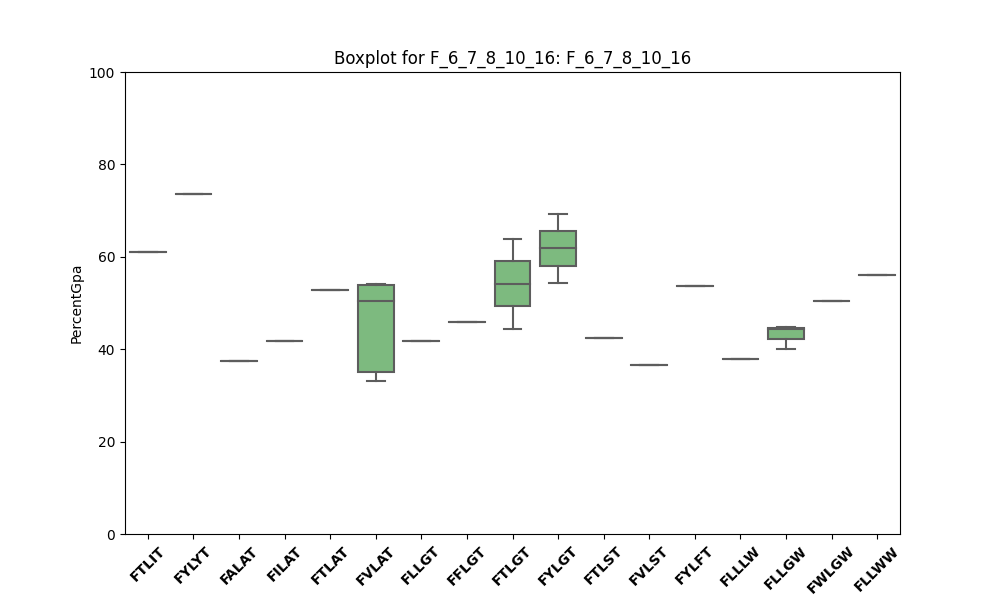 Boxplot for F_6_7_8_10_16: F_6_7_8_10_16
100
80
60
40
20
0
PercentGpa
FTLIT
FYLYT
FALAT
FILAT
FTLAT
FVLAT
FLLGT
FFLGT
FTLGT
FYLGT
FTLST
FVLST
FYLFT
FLLLW
FLLGW
FWLGW
FLLWW